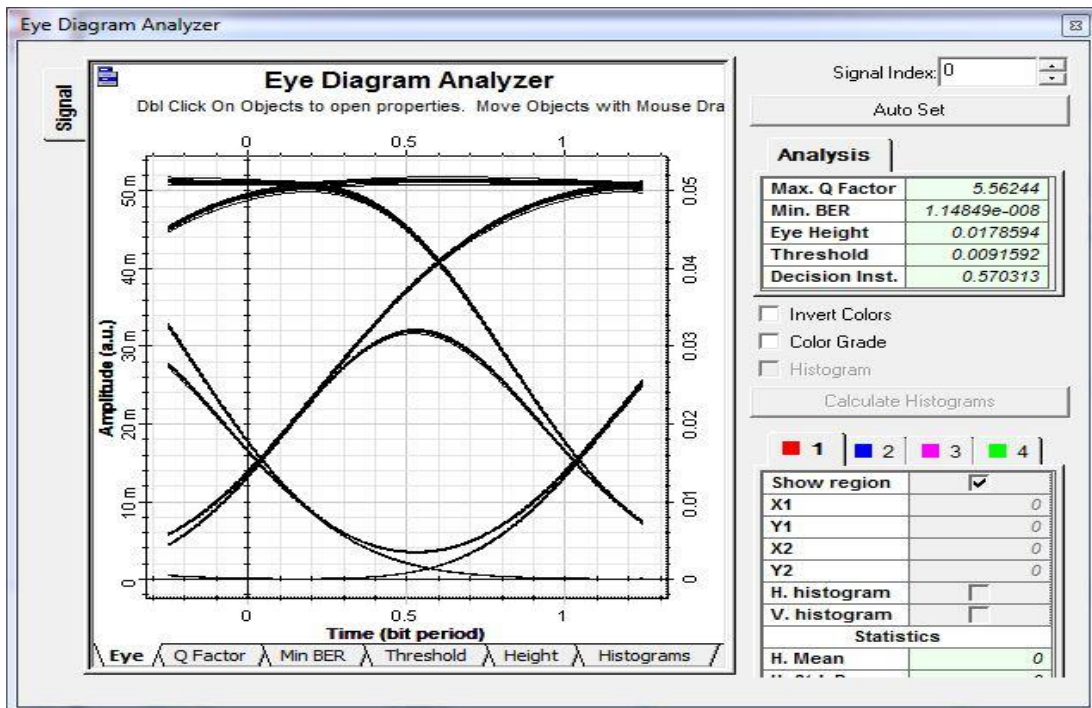 Eye Diagram Analyzer
Signal
Eye Diagram Analyzer
Dbl Click On Objects to open properties. Move Objects with Mouse Dra
0 0.5 1
50 m 0.05
40 m 0.04
30 m 0.03
20 m 0.02
10 m 0.01
0 0
Amplitude (a.u.)
0 0.5 1
Time (bit period)
Eye Q Factor Min BER Threshold Height Histograms
Signal Index: 0
Auto Set
Analysis
Max. Q Factor 5.56244
Min. BER 1.14849e-008
Eye Height 0.0178594
Threshold 0.0091592
Decision Inst. 0.570313
Invert Colors
Color Grade
Histogram
Calculate Histograms
1 2 3 4
Show region
X1 0
Y1 0
X2 0
Y2 0
H. histogram
V. histogram
Statistics
H. Mean 0